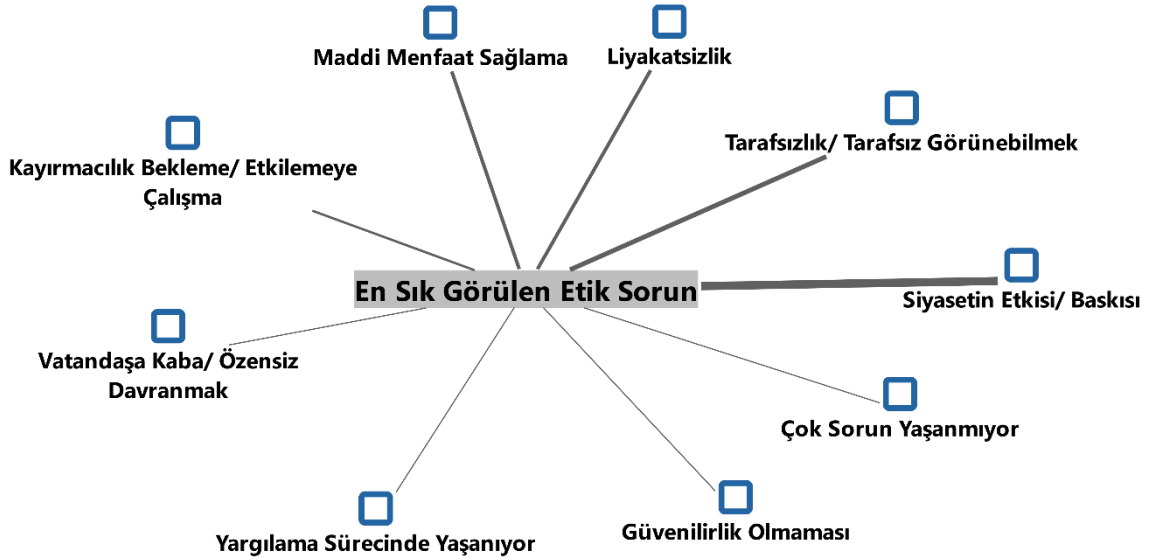 Maddi Menfaat Sağlama
Liyakatsizlik
Tarafsızlık/ Tarafsız Görünebilmek
Kayırmacılık Bekleme/ Etkilemeye
Çalışma
En Sık Görülen Etik Sorun
Siyasetin Etkisi/ Baskısı
Vatandaşa Kaba/ Özensiz
Davranmak
Çok Sorun Yaşanmıyor
Güvenilirlik Olmaması
Yargılama Sürecinde Yaşanıyor